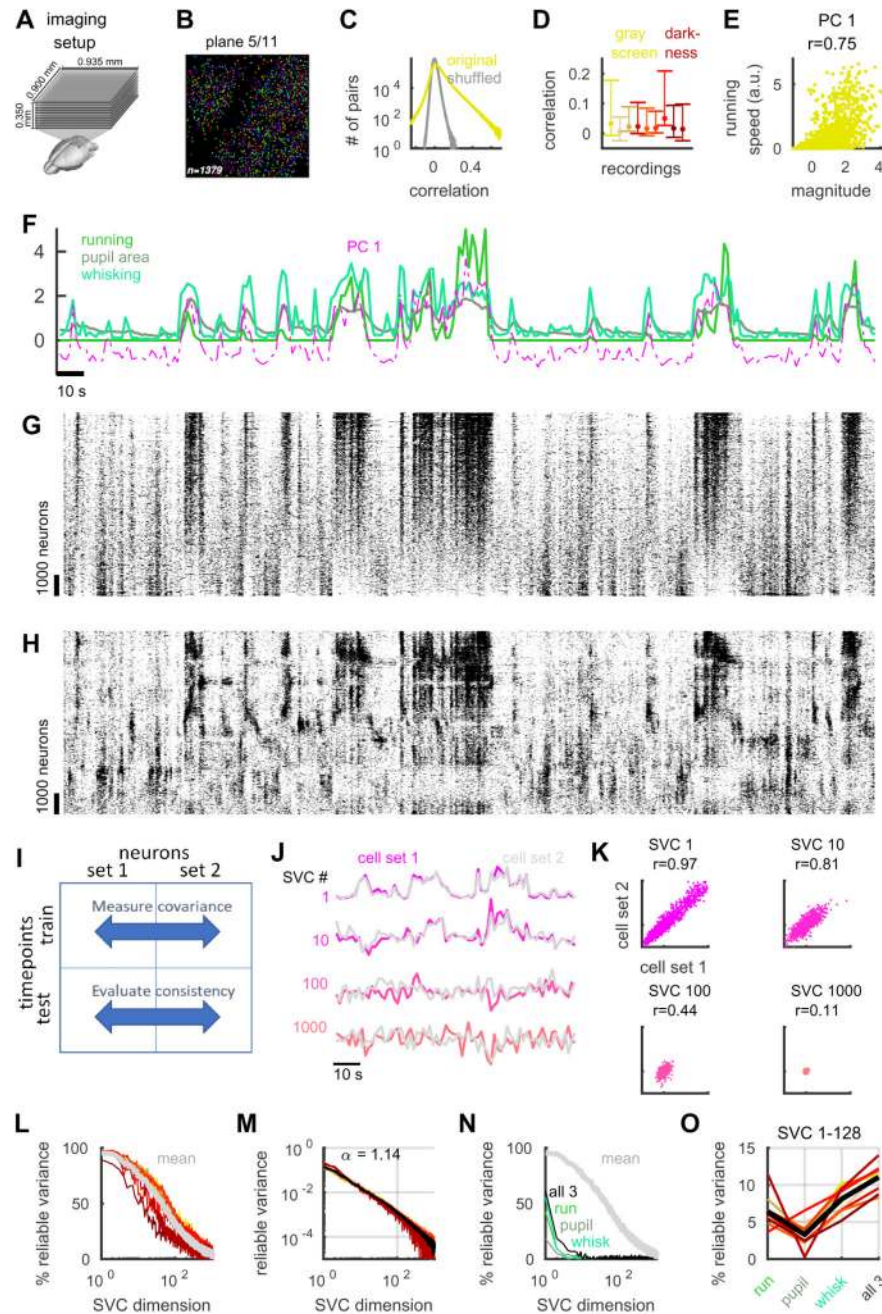 A
imaging
setup
0.935 mm
0.900 mm
0.350
mm
B
plane 5/11
n=1379
C
original
shuffled
# of pairs
10^4
10^2
10^0
0
0.4
correlation
D
gray
screen
dark-
ness
correlation
0.2
0.1
0
recordings
E
PC 1
r=0.75
running
speed (a.u.)
6
4
2
0
0
2
4
magnitude
F
running
pupil area
whisking
PC 1
4
2
0
10 s
G
1000 neurons
H
1000 neurons
I
neurons
set 1
set 2
timepoints
train
test
Measure covariance
Evaluate consistency
J
cell set 1
cell set 2
SVC #
1
10
100
1000
10 s
K
SVC 1
r=0.97
SVC 10
r=0.81
cell set 2
cell set 1
SVC 100
r=0.44
SVC 1000
r=0.11
L
mean
% reliable variance
100
50
0
10^0
10^2
SVC dimension
M
α = 1.14
reliable variance
10^0
10^-2
10^-4
10^0
10^2
SVC dimension
N
mean
all 3
run
pupil
whisk
% reliable variance
100
50
0
10^0
10^2
SVC dimension
O
SVC 1-128
% reliable variance
15
10
5
0
run
pupil
whisk
all 3